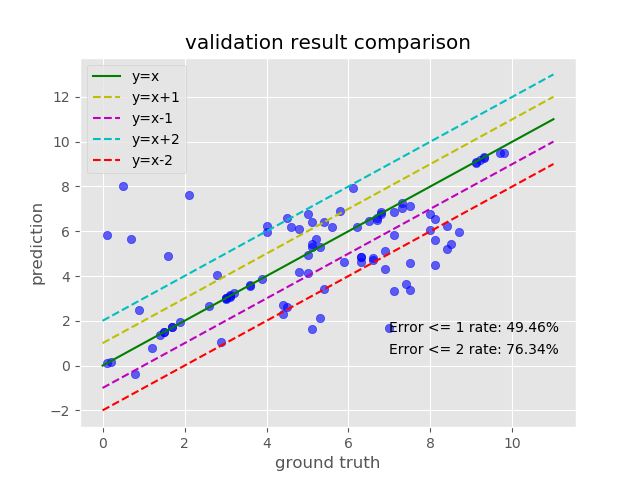 validation result comparison
y=x
y=x+1
y=x-1
y=x+2
y=x-2
12
10
8
6
4
2
0
−2
prediction
Error <= 1 rate: 49.46%
Error <= 2 rate: 76.34%
0 2 4 6 8 10
ground truth